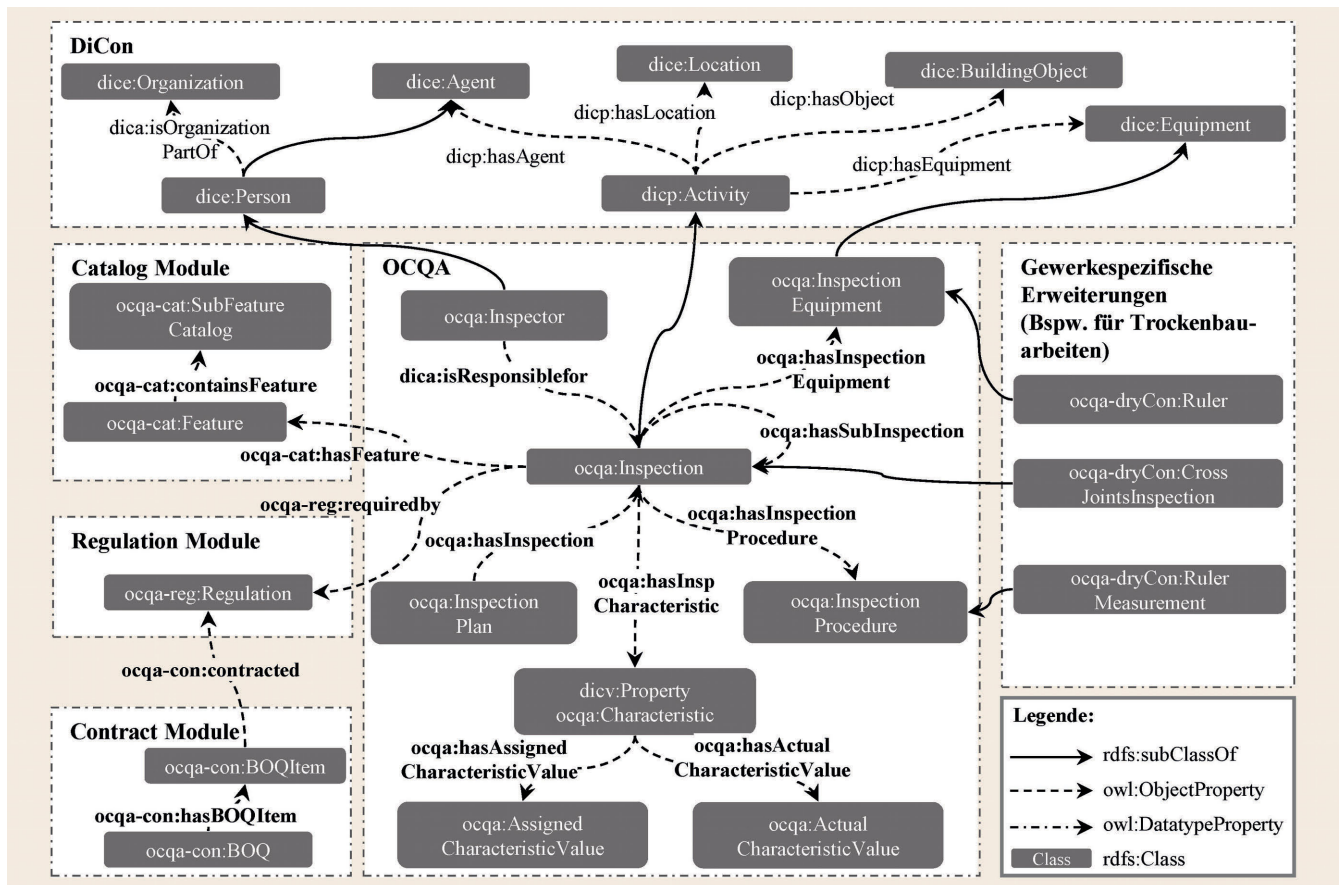 DiCon
dice:Organization
dice:Agent
dice:Location
dice:BuildingObject
dica:isOrganization
PartOf
dicp:hasAgent
dicp:hasLocation
dicp:hasObject
dice:Equipment
dicp:hasEquipment
dice:Person
dicp:Activity
Catalog Module
ocqa-cat:SubFeature
Catalog
ocqa-cat:containsFeature
ocqa-cat:Feature
ocqa-cat:hasFeature
OCQA
ocqa:Inspector
dica:isResponsiblefor
ocqa:Inspection
Equipment
ocqa:hasInspection
Equipment
ocqa:hasSubInspection
ocqa:Inspection
ocqa-reg:requiredby
Gewerkespezifische
Erweiterungen
(Bspw. für Trockenbau-
arbeiten)
ocqa-dryCon:Ruler
ocqa-dryCon:Cross
JointsInspection
ocqa-dryCon:Ruler
Measurement
Regulation Module
ocqa-reg:Regulation
ocqa:hasInspection
ocqa:Inspection
Plan
ocqa:hasInsp
Characteristic
ocqa:hasInspection
Procedure
ocqa:Inspection
Procedure
ocqa-con:contracted
Contract Module
ocqa-con:BOQItem
ocqa-con:hasBOQItem
ocqa-con:BOQ
dicv:Property
ocqa:Characteristic
ocqa:hasAssigned
CharacteristicValue
ocqa:hasActual
CharacteristicValue
ocqa:Assigned
CharacteristicValue
ocqa:Actual
CharacteristicValue
Legende:
rdfs:subClassOf
owl:ObjectProperty
owl:DatatypeProperty
Class rdfs:Class